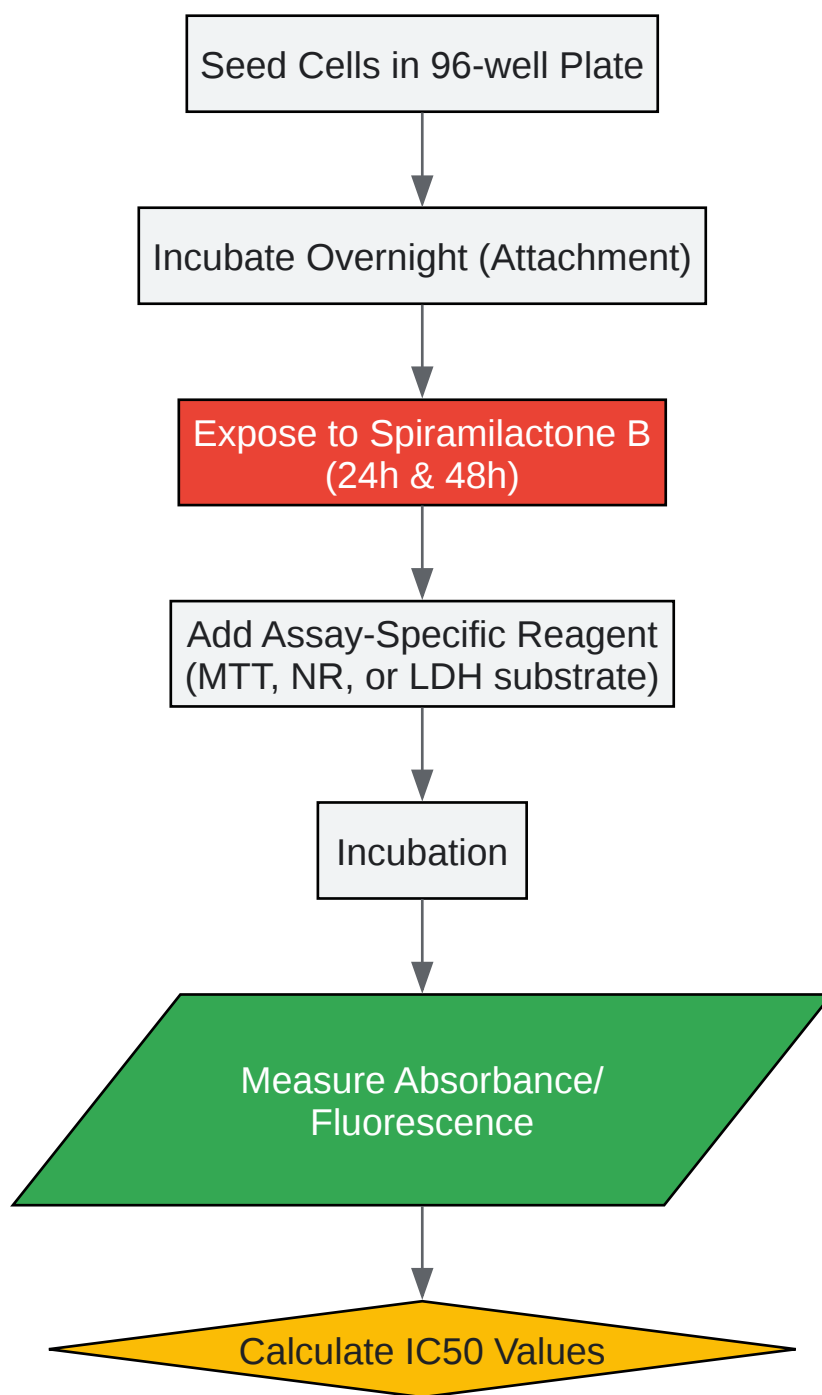 Seed Cells in 96-well Plate
Incubate Overnight (Attachment)
Expose to Spiramilactone B
(24h & 48h)
Add Assay-Specific Reagent
(MTT, NR, or LDH substrate)
Incubation
Measure Absorbance/
Fluorescence
Calculate IC50 Values